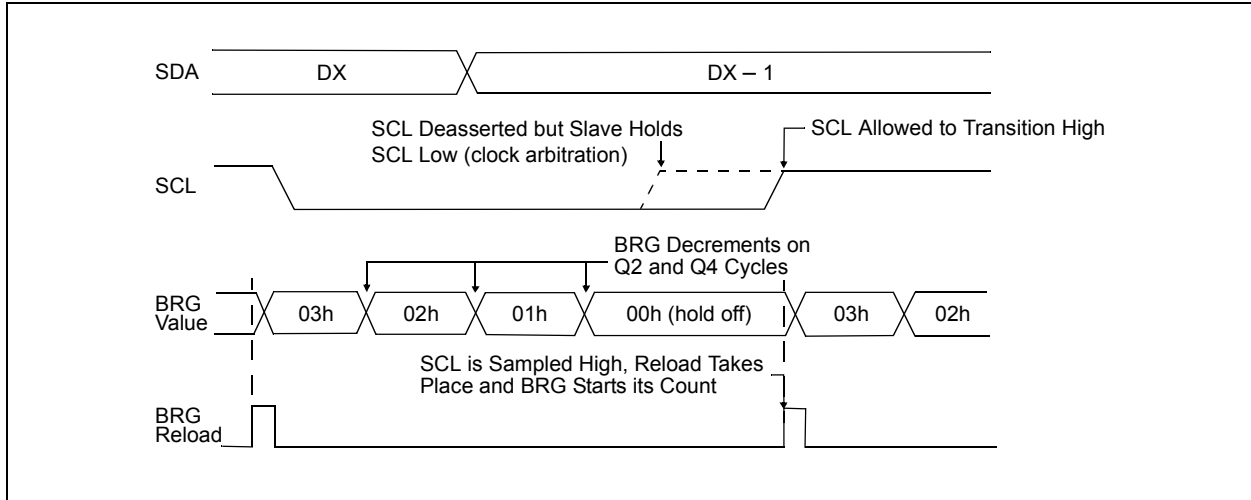 SDA
DX
DX – 1
SCL Deasserted but Slave Holds
SCL Low (clock arbitration)
SCL Allowed to Transition High
SCL
BRG Decrements on
Q2 and Q4 Cycles
BRG
Value
03h
02h
01h
00h (hold off)
03h
02h
SCL is Sampled High, Reload Takes
Place and BRG Starts its Count
BRG
Reload